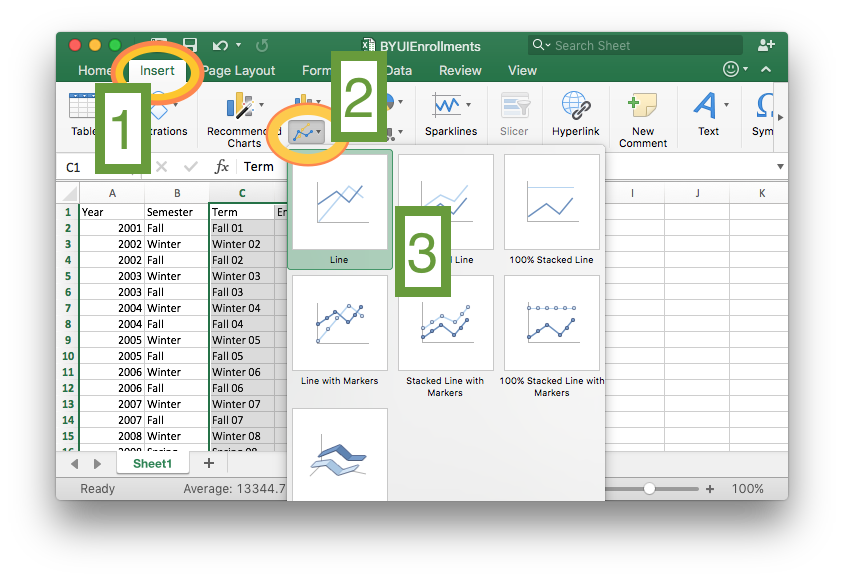 BYUIEnrollments
Search Sheet
Home
Insert
Page Layout
Data
Review
View
1
2
Recommended
Charts
Sparklines
Slicer
Hyperlink
New
Comment
Text
C1
fx
Term
A B C I J K
1 Year Semester Term
2 2001 Fall Fall 01
3 2002 Winter Winter 02
4 2002 Fall Fall 02
5 2003 Winter Winter 03
6 2003 Fall Fall 03
7 2004 Winter Winter 04
8 2004 Fall Fall 04
9 2005 Winter Winter 05
10 2005 Fall Fall 05
11 2006 Winter Winter 06
12 2006 Fall Fall 06
13 2007 Winter Winter 07
14 2007 Fall Fall 07
15 2008 Winter Winter 08
Line
3
Line
100% Stacked Line
Line with Markers
Stacked Line with
Markers
100% Stacked Line with
Markers
Sheet1
Ready
Average: 13344.7
100%